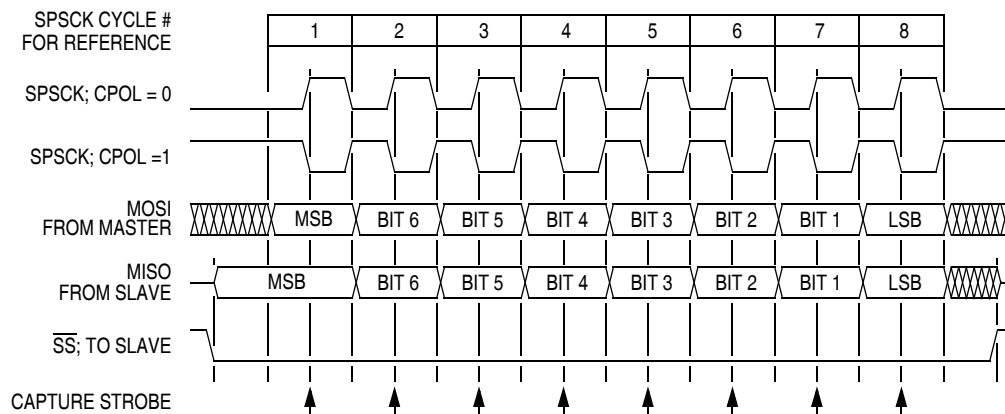 SPSCK CYCLE #
FOR REFERENCE
1 2 3 4 5 6 7 8
SPSCK; CPOL = 0
SPSCK; CPOL =1
MOSI
FROM MASTER
MSB BIT 6 BIT 5 BIT 4 BIT 3 BIT 2 BIT 1 LSB
MISO
FROM SLAVE
MSB BIT 6 BIT 5 BIT 4 BIT 3 BIT 2 BIT 1 LSB
SS; TO SLAVE
CAPTURE STROBE